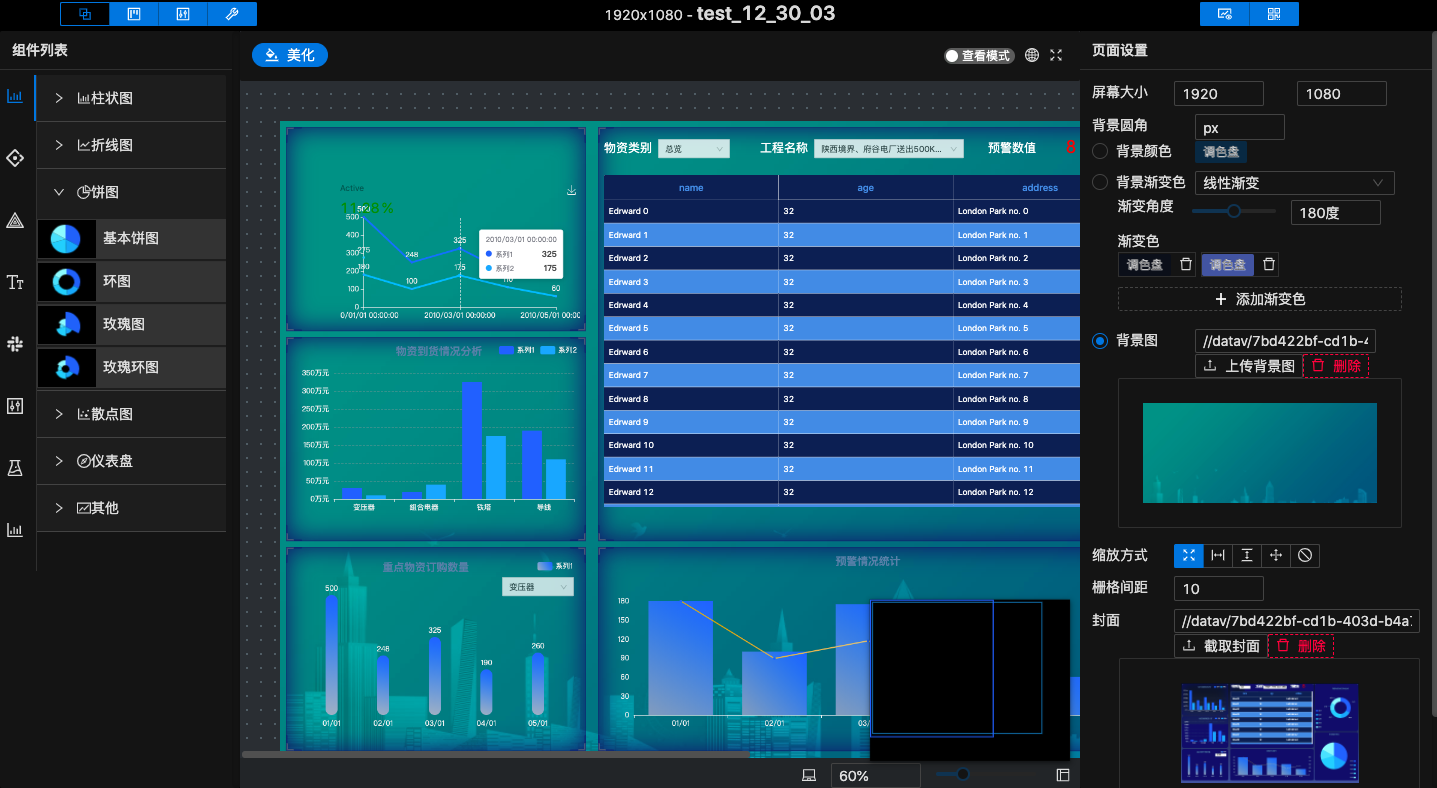 1920x1080 - test_12_30_03
组件列表
柱状图
折线图
饼图
基本饼图
环图
玫瑰图
玫瑰环图
散点图
仪表盘
其他
美化
查看模式
Active
500
400
300
200
100
0
500
248
325
100
175
60
2010/03/01 00:00:00
系列1 325
系列2 175
0/01/01 00:00:00
2010/03/01 00:00:00
2010/05/01 00:0
物资类别
总览
工程名称
陕西境界、府谷电厂送出500K...
预警数值
8
name age address
Edrward 0 32 London Park no. 0
Edrward 1 32 London Park no. 1
Edrward 2 32 London Park no. 2
Edrward 3 32 London Park no. 3
Edrward 4 32 London Park no. 4
Edrward 5 32 London Park no. 5
Edrward 6 32 London Park no. 6
Edrward 7 32 London Park no. 7
Edrward 8 32 London Park no. 8
Edrward 9 32 London Park no. 9
Edrward 10 32 London Park no. 10
Edrward 11 32 London Park no. 11
Edrward 12 32 London Park no. 12
物资到货情况分析
系列1 系列2
350万元
300万元
250万元
200万元
150万元
100万元
50万元
0万元
变压器 组合电器 铁塔 导线
重点物资订购数量
系列1
变压器
500
248
325
190
260
01/01 02/01 03/01 04/01 05/01
预警情况统计
180
150
120
90
60
30
0
01/01 02/01 03/
60%
页面设置
屏幕大小 1920 1080
背景圆角 px
背景颜色 调色盘
背景渐变色 线性渐变
渐变角度 180度
渐变色
调色盘 调色盘
添加渐变色
背景图 //datav/7bd422bf-cd1b-4
上传背景图 删除
缩放方式
栅格间距 10
封面 //datav/7bd422bf-cd1b-403d-b4a
截取封面 删除